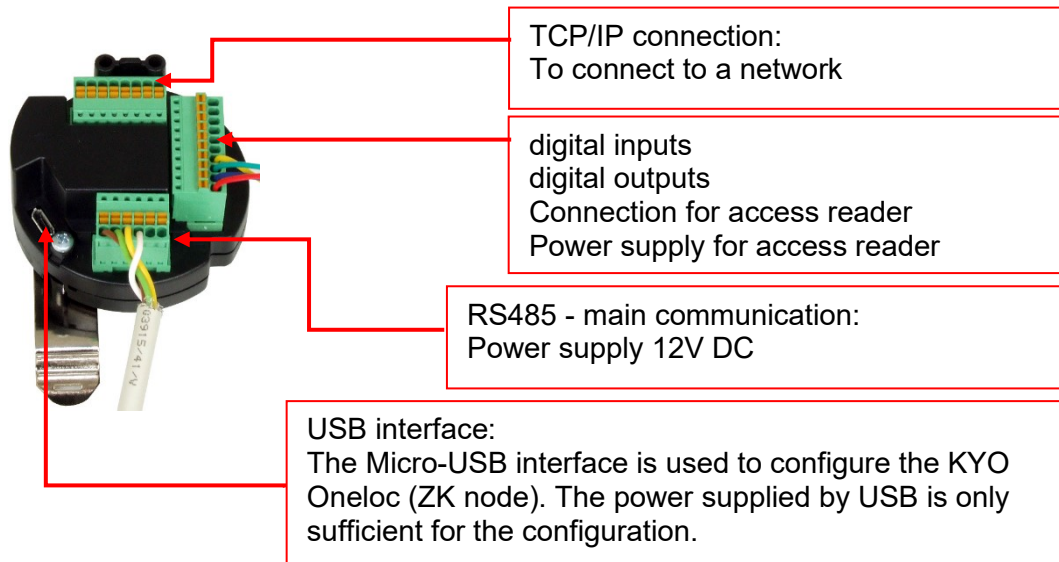 TCP/IP connection:
To connect to a network
digital inputs
digital outputs
Connection for access reader
Power supply for access reader
RS485 - main communication:
Power supply 12V DC
USB interface:
The Micro-USB interface is used to configure the KYO
Oneloc (ZK node). The power supplied by USB is only
sufficient for the configuration.